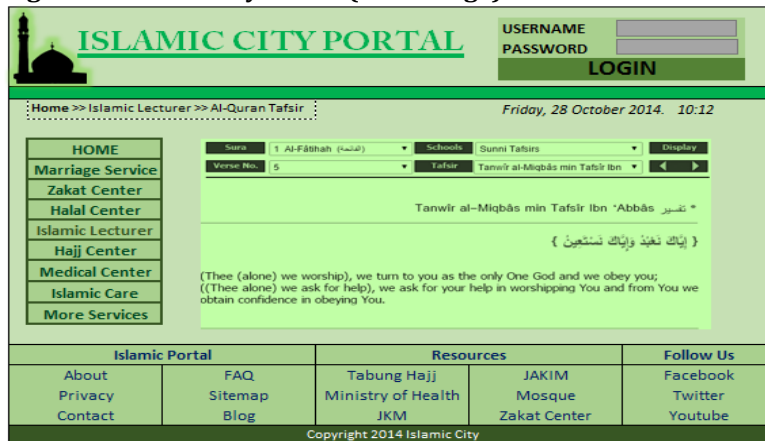 ISLAMIC CITY PORTAL
USERNAME
PASSWORD
LOGIN
Home >> Islamic Lecturer >> Al-Quran Tafsir
Friday, 28 October 2014. 10:12
HOME
Marriage Service
Zakat Center
Halal Center
Islamic Lecturer
Hajj Center
Medical Center
Islamic Care
More Services
Sura 1 Al-Fâtihah (الفاتحة) Schools Sunni Tafsirs Display
Verse No. 5 Tafsir Tanwîr al-Miqbâs min Tafsîr Ibn
Tanwîr al-Miqbâs min Tafsîr Ibn 'Abbâs تفسير *
{ إِيَّاكَ نَعْبُدُ وَإِيَّاكَ نَسْتَعِينُ }
(Thee (alone) we worship), we turn to you as the only One God and we obey you;
((Thee alone) we ask for help), we ask for your help in worshipping You and from You we
obtain confidence in obeying You.
Islamic Portal Resources Follow Us
About FAQ Tabung Hajj JAKIM Facebook
Privacy Sitemap Ministry of Health Mosque Twitter
Contact Blog JKM Zakat Center Youtube
Copyright 2014 Islamic City